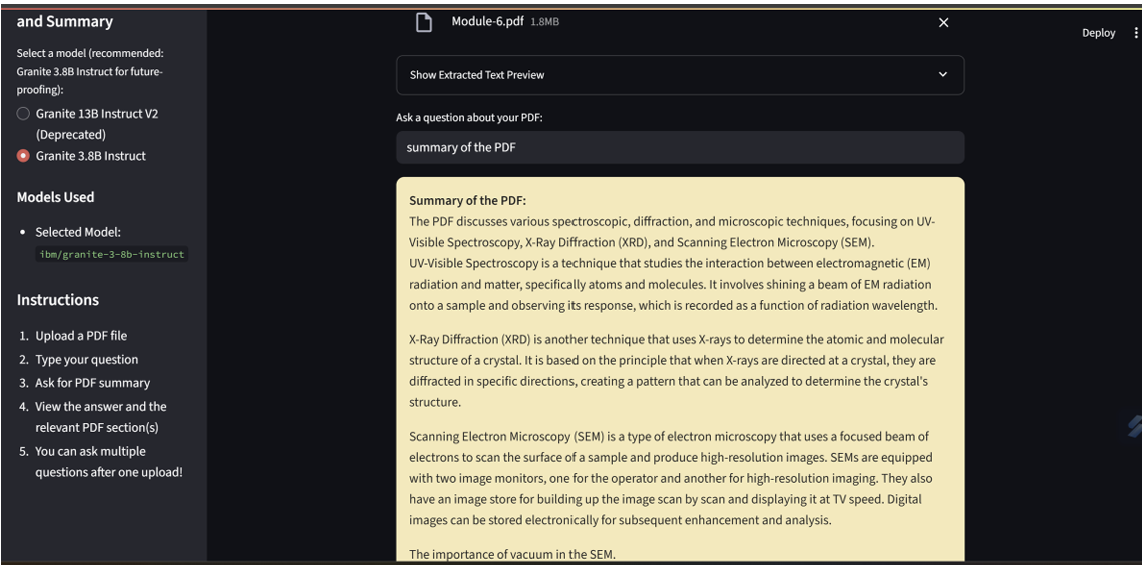 and Summary
Select a model (recommended:
Granite 3.8B Instruct for future-
proofing):
Granite 13B Instruct V2
(Deprecated)
Granite 3.8B Instruct
Models Used
Selected Model:
ibm/granite-3-8b-instruct
Instructions
1. Upload a PDF file
2. Type your question
3. Ask for PDF summary
4. View the answer and the
relevant PDF section(s)
5. You can ask multiple
questions after one upload!
Module-6.pdf 1.8MB
Deploy
Show Extracted Text Preview
Ask a question about your PDF:
summary of the PDF
Summary of the PDF:
The PDF discusses various spectroscopic, diffraction, and microscopic techniques, focusing on UV-
Visible Spectroscopy, X-Ray Diffraction (XRD), and Scanning Electron Microscopy (SEM).
UV-Visible Spectroscopy is a technique that studies the interaction between electromagnetic (EM)
radiation and matter, specifically atoms and molecules. It involves shining a beam of EM radiation
onto a sample and observing its response, which is recorded as a function of radiation wavelength.
X-Ray Diffraction (XRD) is another technique that uses X-rays to determine the atomic and molecular
structure of a crystal. It is based on the principle that when X-rays are directed at a crystal, they are
diffracted in specific directions, creating a pattern that can be analyzed to determine the crystal's
structure.
Scanning Electron Microscopy (SEM) is a type of electron microscopy that uses a focused beam of
electrons to scan the surface of a sample and produce high-resolution images. SEMs are equipped
with two image monitors, one for the operator and another for high-resolution imaging. They also
have an image store for building up the image scan by scan and displaying it at TV speed. Digital
images can be stored electronically for subsequent enhancement and analysis.
The importance of vacuum in the SEM.